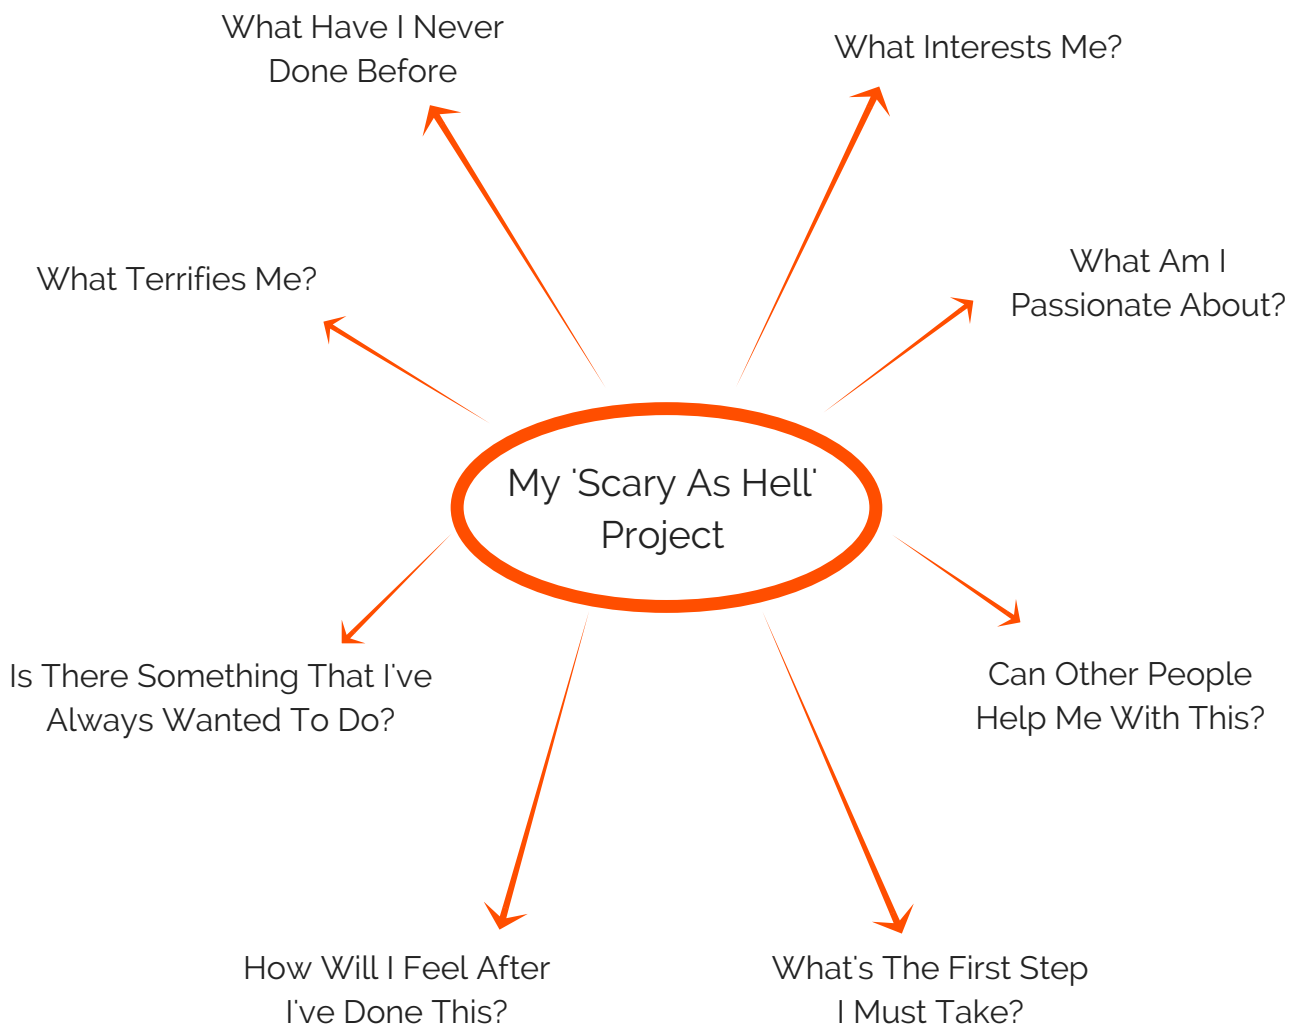 What Have I Never
Done Before
What Interests Me?
What Terrifies Me?
What Am I
Passionate About?
My 'Scary As Hell'
Project
Is There Something That I've
Always Wanted To Do?
Can Other People
Help Me With This?
How Will I Feel After
I've Done This?
What's The First Step
I Must Take?